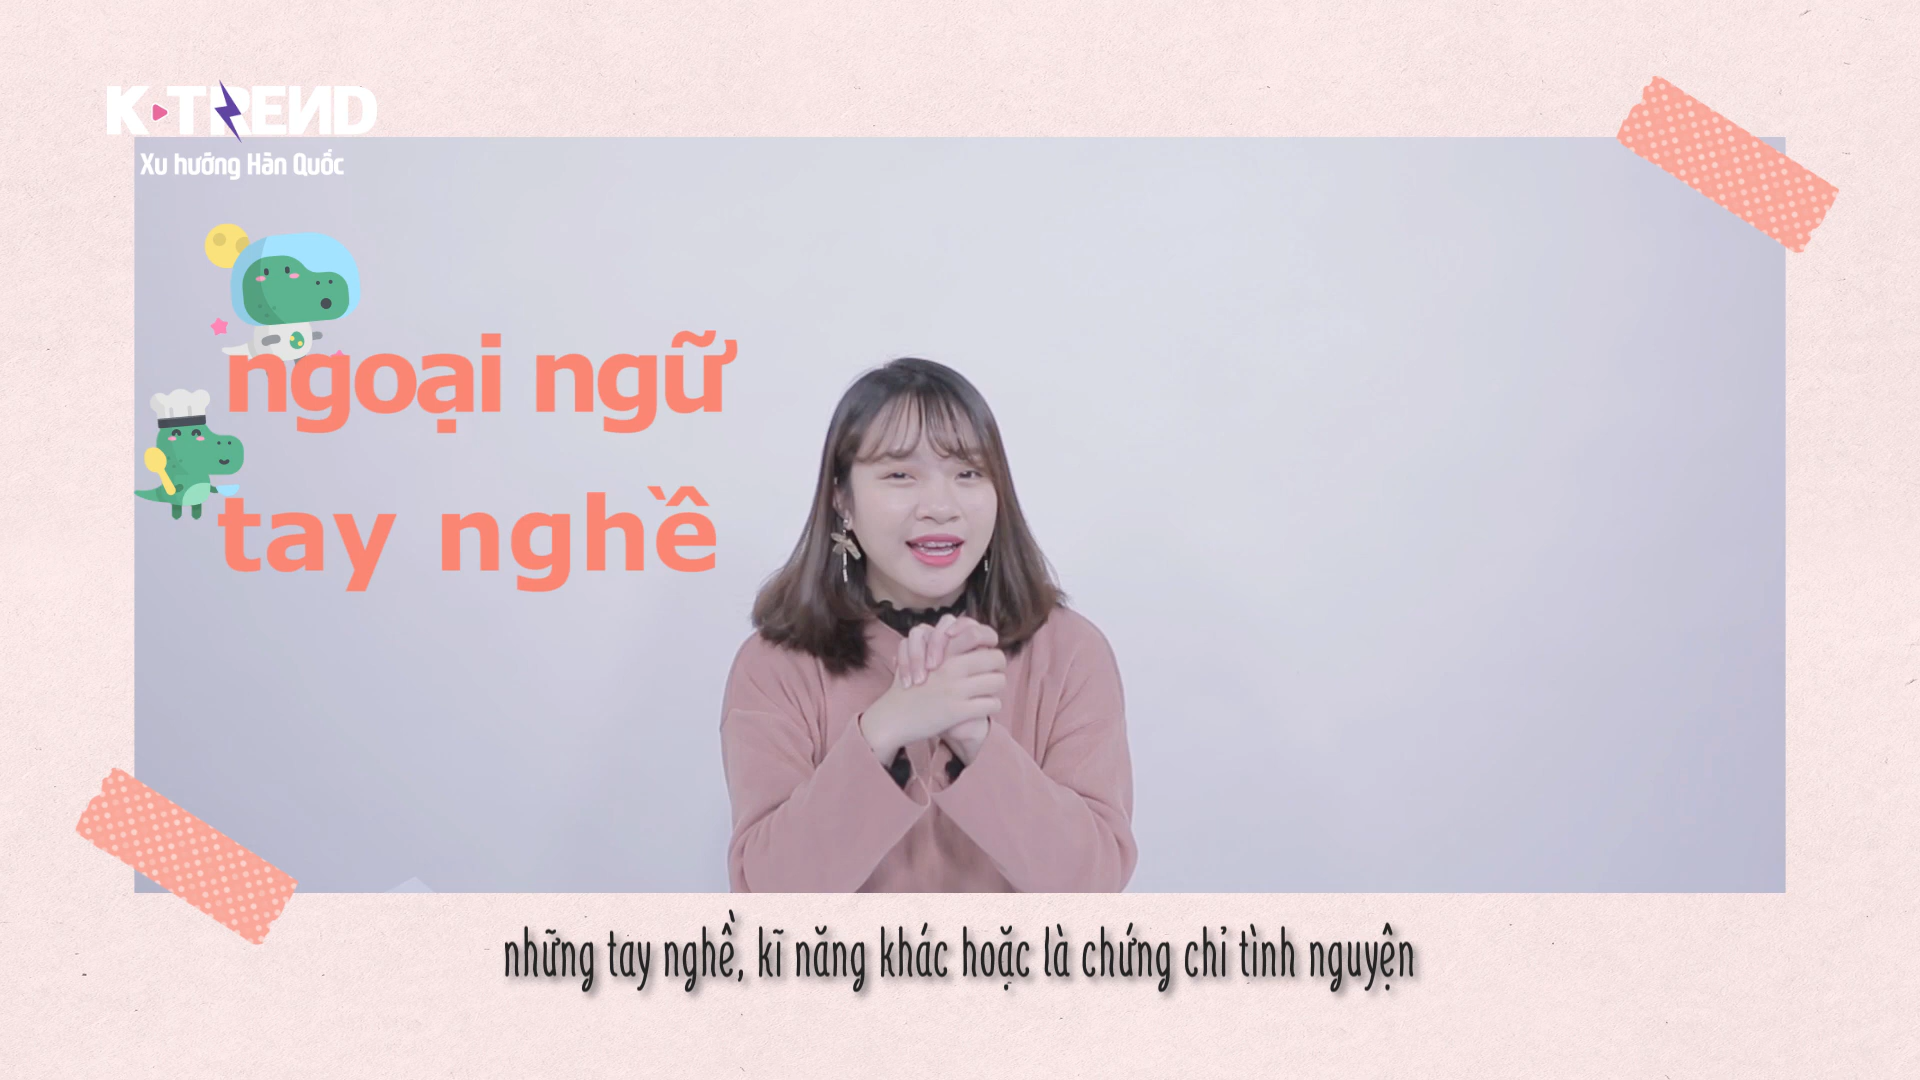 K-TREND
Xu hướng Hàn Quốc
ngoại ngữ
tay nghề
những tay nghề, kĩ năng khác hoặc là chứng chỉ tình nguyện